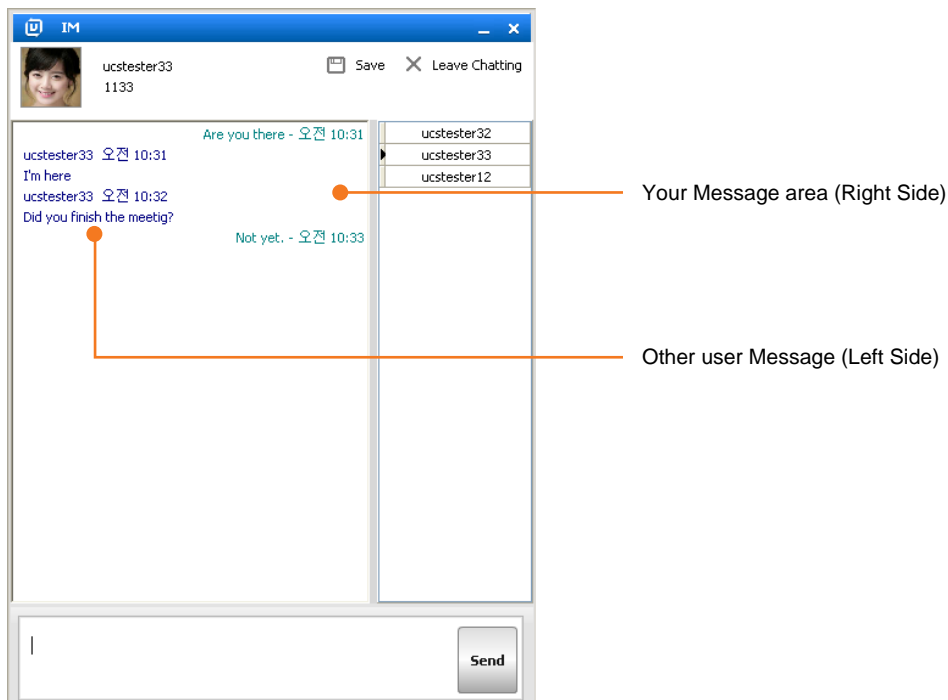 IM
ucstester33
1133
Save
Leave Chatting
Are you there - 오전 10:31
ucstester33 오전 10:31
I'm here
ucstester33 오전 10:32
Did you finish the meetig?
Not yet. - 오전 10:33
ucstester32
ucstester33
ucstester12
Your Message area (Right Side)
Other user Message (Left Side)
Send